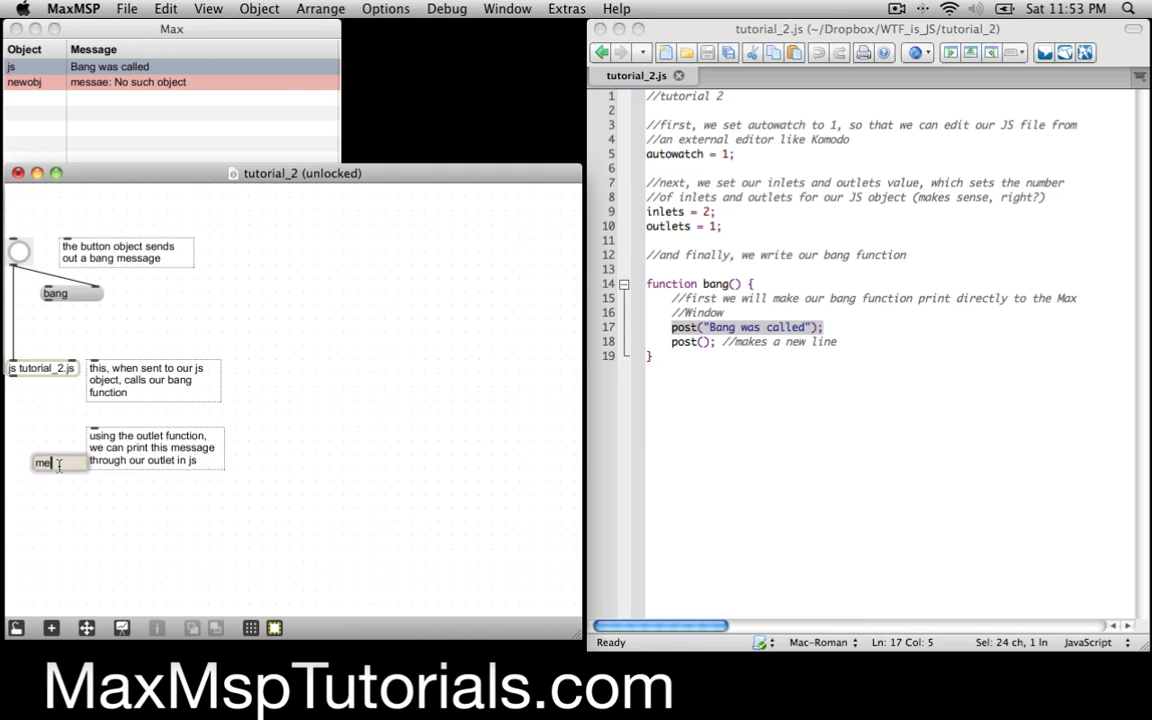 MaxMSP File Edit View Object Arrange Options Debug Window Extras Help Sat 11:53 PM
Max
Object Message
js Bang was called
newobj messae: No such object
tutorial_2 (unlocked)
the button object sends
out a bang message
bang
js tutorial_2.js
this, when sent to our js
object, calls our bang
function
using the outlet function,
we can print this message
through our outlet in js
me
tutorial_2.js (~/Dropbox/WTF_is_JS/tutorial_2)
tutorial_2.js
1 //tutorial 2
2
3 //first, we set autowatch to 1, so that we can edit our JS file from
4 //an external editor like Komodo
5 autowatch = 1;
6
7 //next, we set our inlets and outlets value, which sets the number
8 //of inlets and outlets for our JS object (makes sense, right?)
9 inlets = 2;
10 outlets = 1;
11
12 //and finally, we write our bang function
13
14 function bang() {
15 //first we will make our bang function print directly to the Max
16 //Window
17 post("Bang was called");
18 post(); //makes a new line
19 }
Ready Mac-Roman Ln: 17 Col: 5 Sel: 24 ch, 1 ln JavaScript
MaxMspTutorials.com